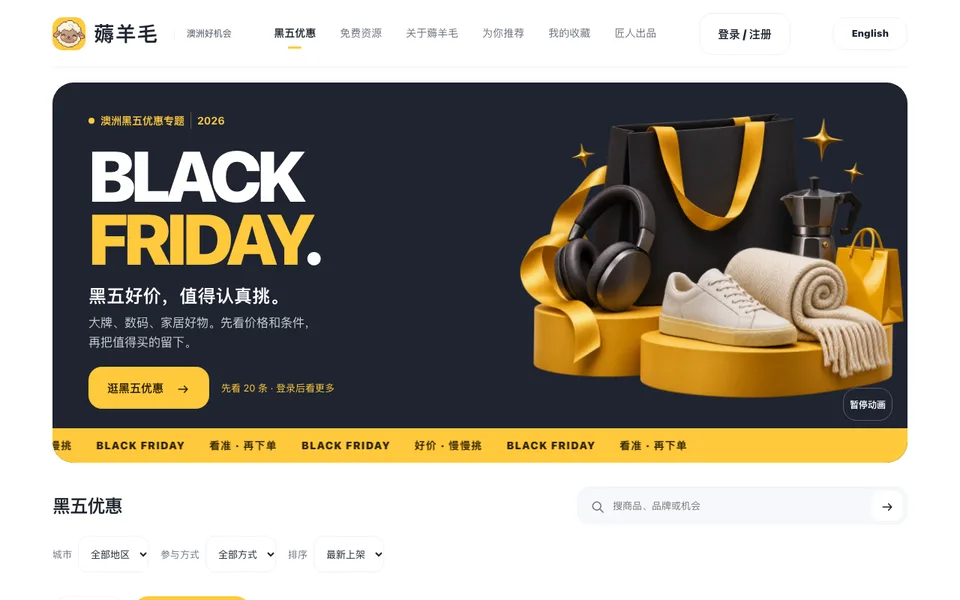 薅羊毛
澳洲好机会
黑五优惠
免费资源
关于薅羊毛
为你推荐
我的收藏
匠人出品
登录 / 注册
English
澳洲黑五优惠专题 | 2026
BLACK
FRIDAY.
黑五好价，值得认真挑。
大牌、数码、家居好物。先看价格和条件，
再把值得买的留下。
逛黑五优惠 →
先看 20 条 · 登录后看更多
暂停动画
慢挑 BLACK FRIDAY 看准 · 再下单 BLACK FRIDAY 好价 · 慢慢挑 BLACK FRIDAY 看准 · 再下单
黑五优惠
搜商品、品牌或机会 →
城市 全部地区 参与方式 全部方式 排序 最新上架